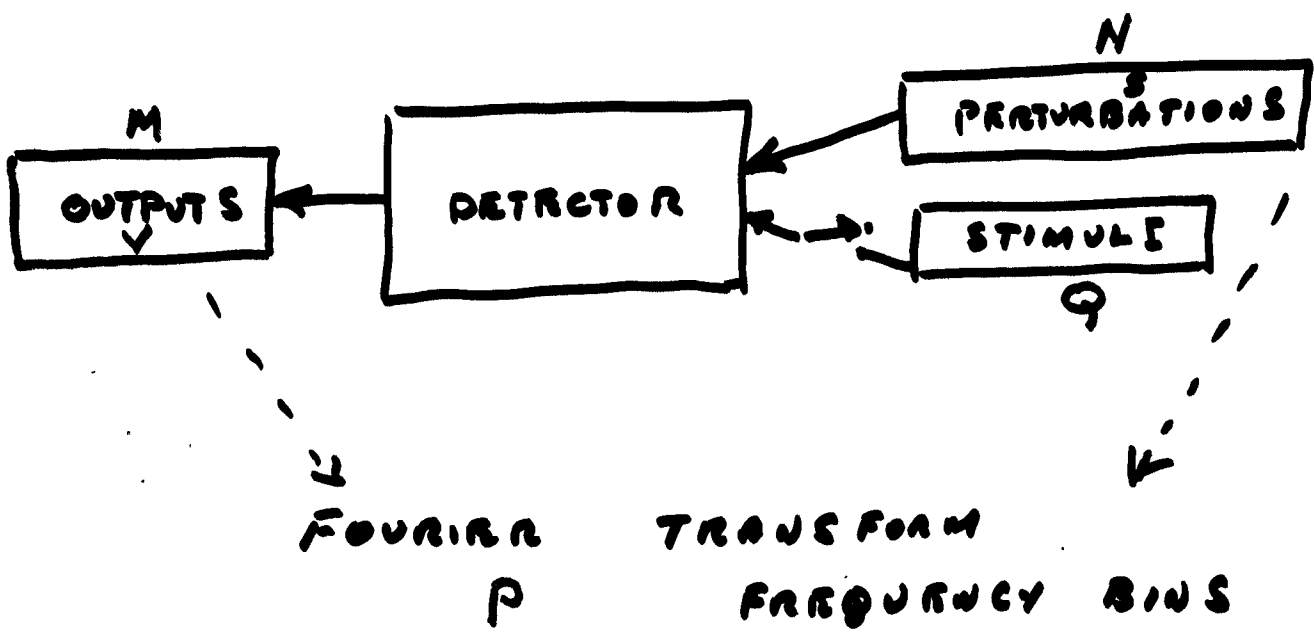 N
M
S
PERTURBATIONS
OUTPUTS
V
DETECTOR
STIMULI
Q
FOURIER TRANSFORM
P FREQUENCY BINS